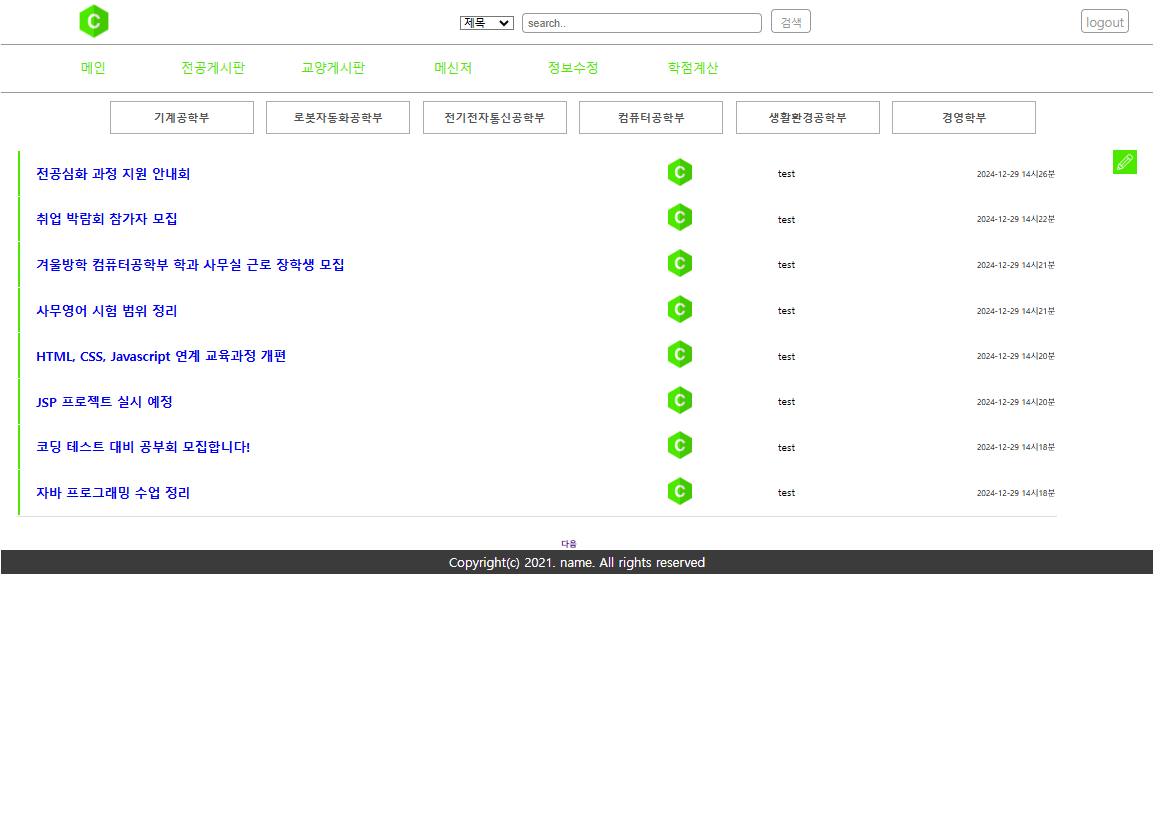 C 제목 search.. 검색 logout
메인 전공게시판 교양게시판 메신저 정보수정 학점계산
기계공학부 로봇자동화공학부 전기전자통신공학부 컴퓨터공학부 생활환경공학부 경영학부
전공심화 과정 지원 안내회 C test 2024-12-29 14시26분
취업 박람회 참가자 모집 C test 2024-12-29 14시22분
겨울방학 컴퓨터공학부 학과 사무실 근로 장학생 모집 C test 2024-12-29 14시21분
사무영어 시험 범위 정리 C test 2024-12-29 14시21분
HTML, CSS, Javascript 연계 교육과정 개편 C test 2024-12-29 14시20분
JSP 프로젝트 실시 예정 C test 2024-12-29 14시20분
코딩 테스트 대비 공부회 모집합니다! C test 2024-12-29 14시18분
자바 프로그래밍 수업 정리 C test 2024-12-29 14시18분
다음
Copyright(c) 2021. name. All rights reserved